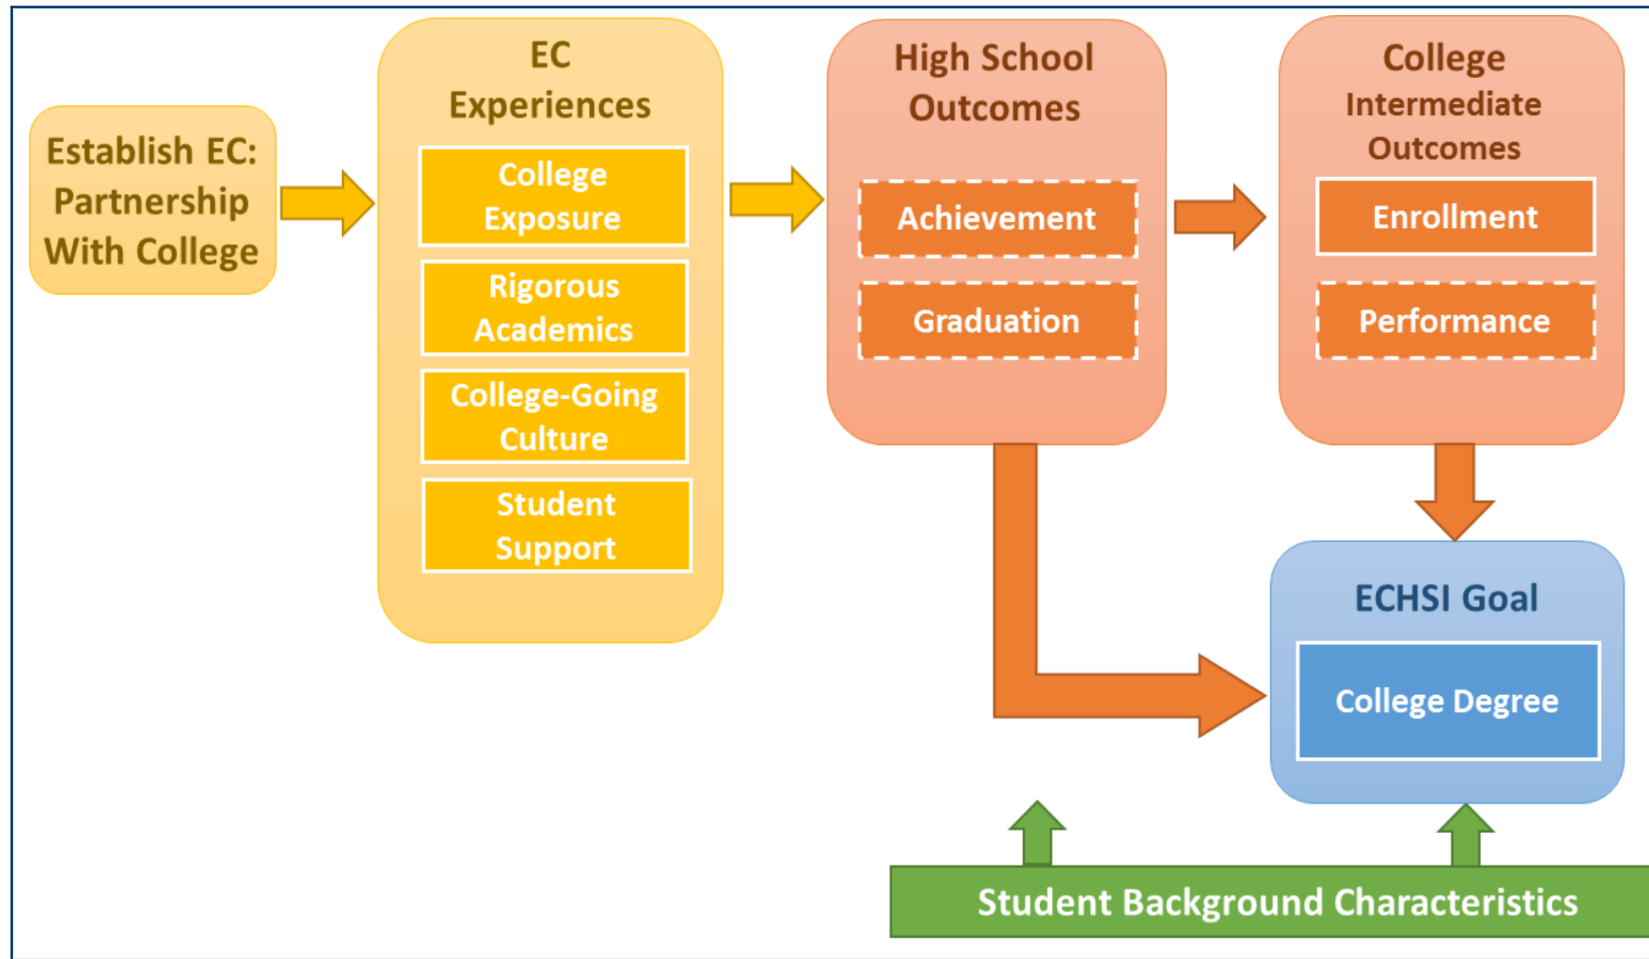 Establish EC:
Partnership
With College
EC
Experiences
College
Exposure
Rigorous
Academics
College-Going
Culture
Student
Support
High School
Outcomes
Achievement
Graduation
College
Intermediate
Outcomes
Enrollment
Performance
ECHSI Goal
College Degree
Student Background Characteristics